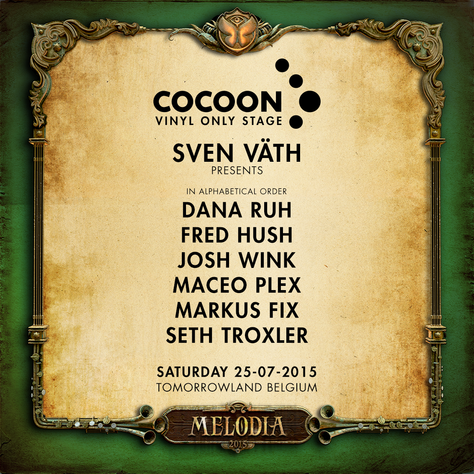 COCOON
VINYL ONLY STAGE
SVEN VÄTH
PRESENTS
IN ALPHABETICAL ORDER
DANA RUH
FRED HUSH
JOSH WINK
MACEO PLEX
MARKUS FIX
SETH TROXLER
SATURDAY 25-07-2015
TOMORROWLAND BELGIUM
MELODIA
2015